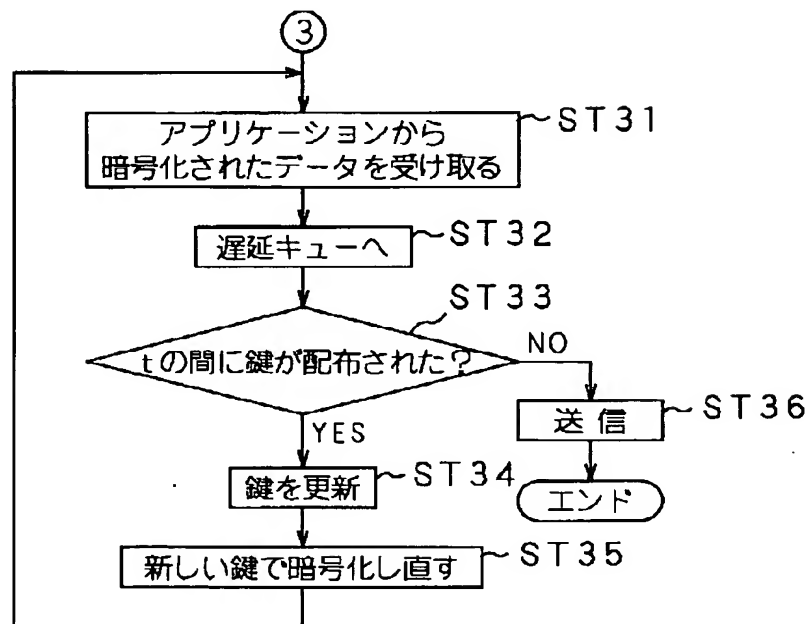 ③
アプリケーションから
暗号化されたデータを受け取る
ST31
遅延キューへ
ST32
ST33
tの間に鍵が配布された?
NO
送信
ST36
YES
エンド
鍵を更新
ST34
新しい鍵で暗号化し直す
ST35